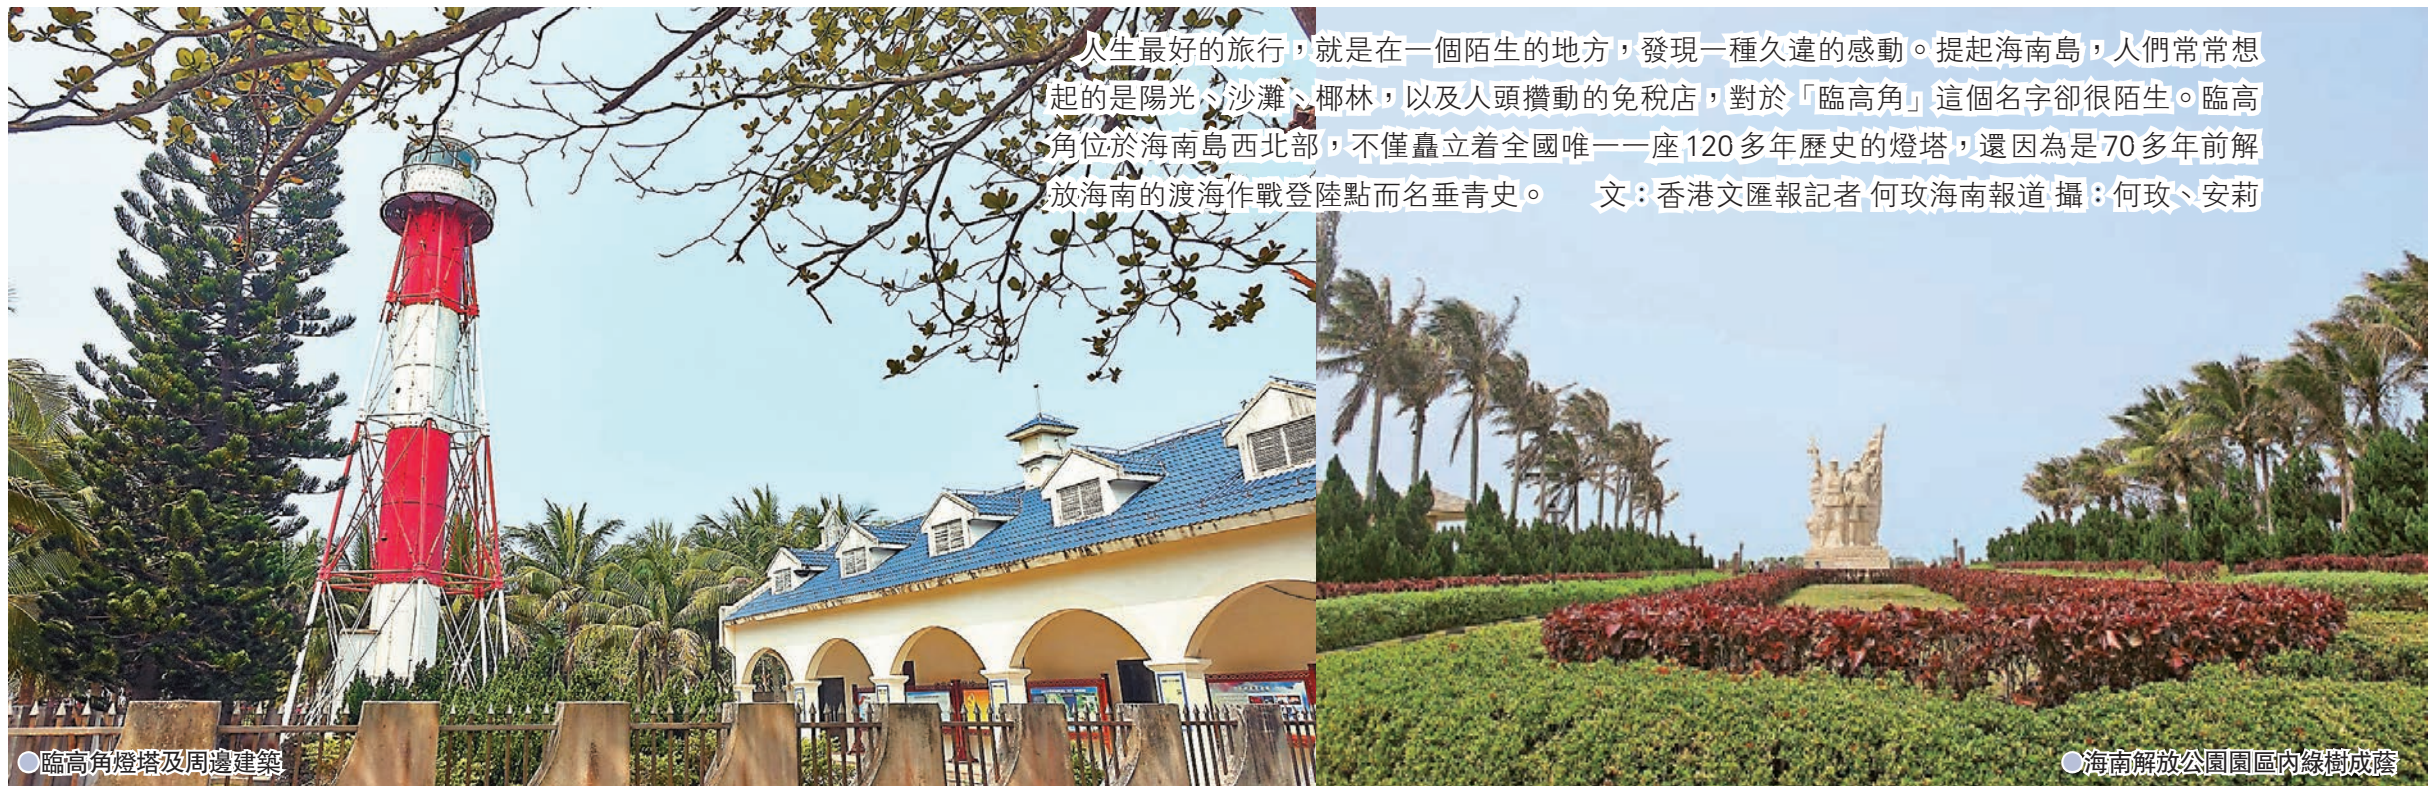 人生最好的旅行，就是在一個陌生的地方，發現一種久違的感動。提起海南島，人們常常想
起的是陽光、沙灘、椰林，以及人頭攢動的免稅店，對於「臨高角」這個名字卻很陌生。臨高
角位於海南島西北部，不僅矗立着全國唯一一座120多年歷史的燈塔，還因為是70多年前解
放海南的渡海作戰登陸點而名垂青史。 文：香港文匯報記者 何玫海南報道 攝：何玫、安莉
●臨高角燈塔及周邊建築
●海南解放公園園區內綠樹成蔭